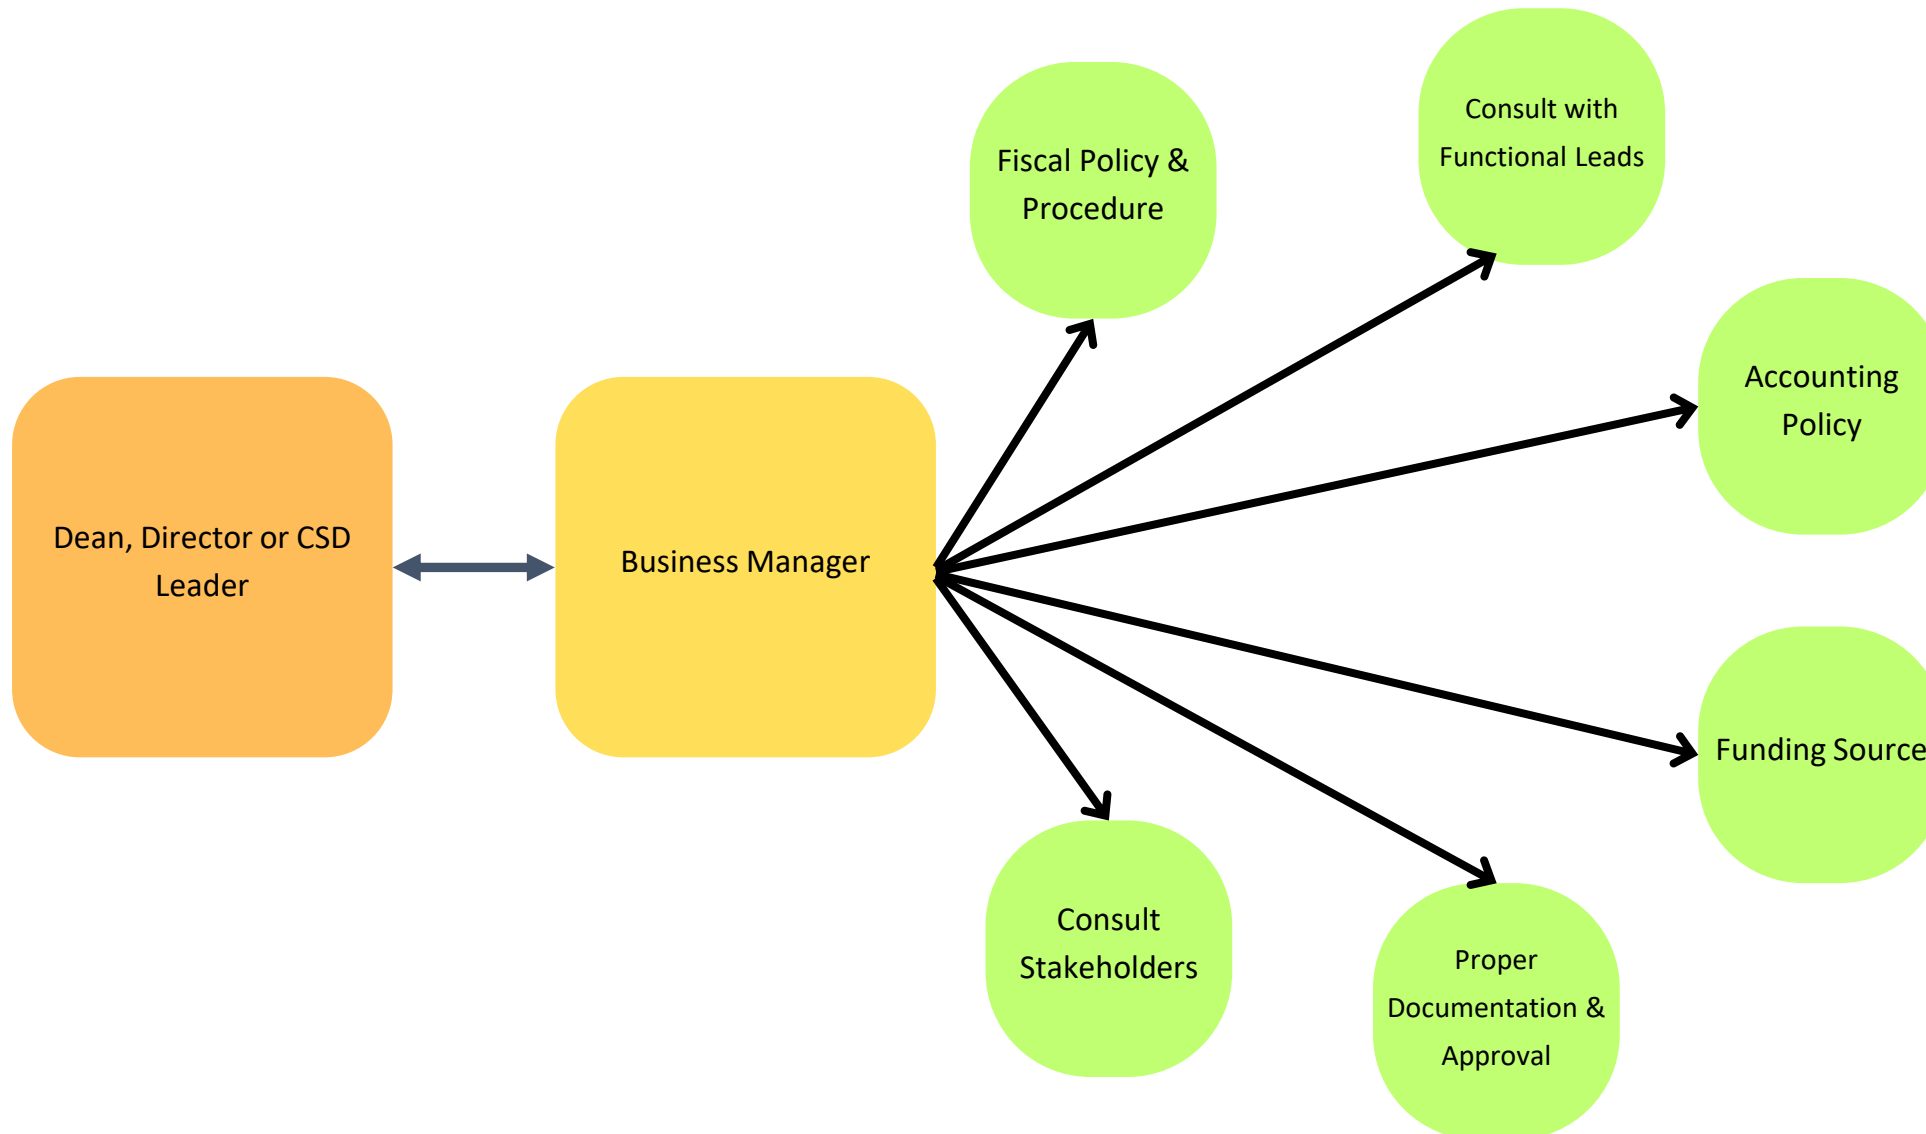 Dean, Director or CSD
Leader
Business Manager
Fiscal Policy &
Procedure
Consult with
Functional Leads
Accounting
Policy
Funding Source
Proper
Documentation &
Approval
Consult
Stakeholders